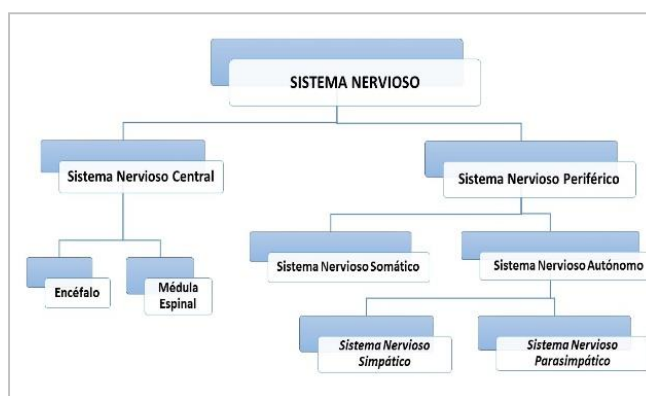 SISTEMA NERVIOSO
Sistema Nervioso Central
Sistema Nervioso Periférico
Encéfalo
Médula
Espinal
Sistema Nervioso Somático
Sistema Nervioso Autónomo
Sistema Nervioso
Simpático
Sistema Nervioso
Parasimpático